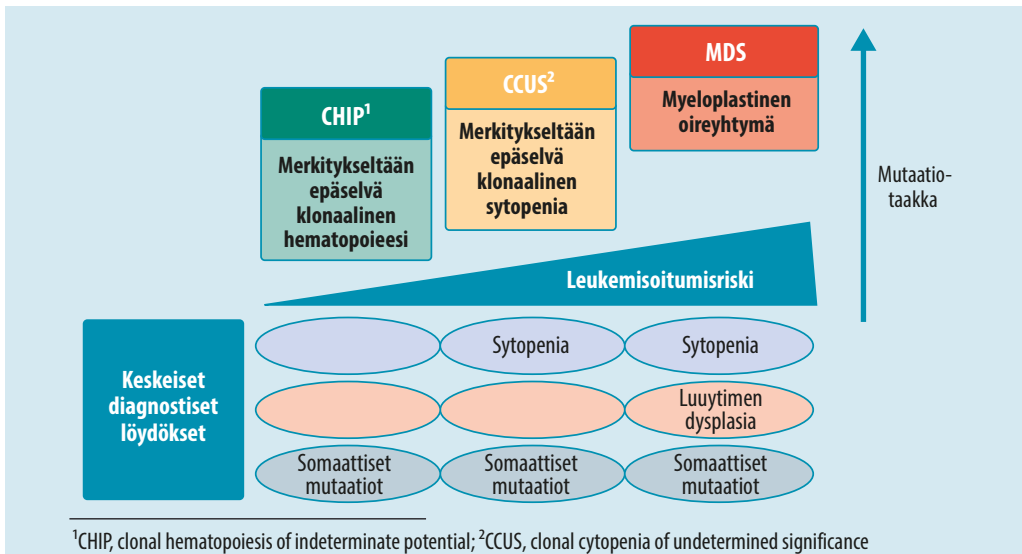 MDS
Myeloplastinen
oireyhtymä
CCUS²
Merkitykseltään
epäselvä
klonaalinen
sytopenia
CHIP¹
Merkitykseltään
epäselvä
klonaalinen
hematopoieesi
Mutaatio-
taakka
Leukemisoitumisriski
Keskeiset
diagnostiset
löydökset
Sytopenia
Sytopenia
Luuytimen
dysplasia
Somaattiset
mutaatiot
Somaattiset
mutaatiot
Somaattiset
mutaatiot
¹CHIP, clonal hematopoiesis of indeterminate potential; ²CCUS, clonal cytopenia of undetermined significance